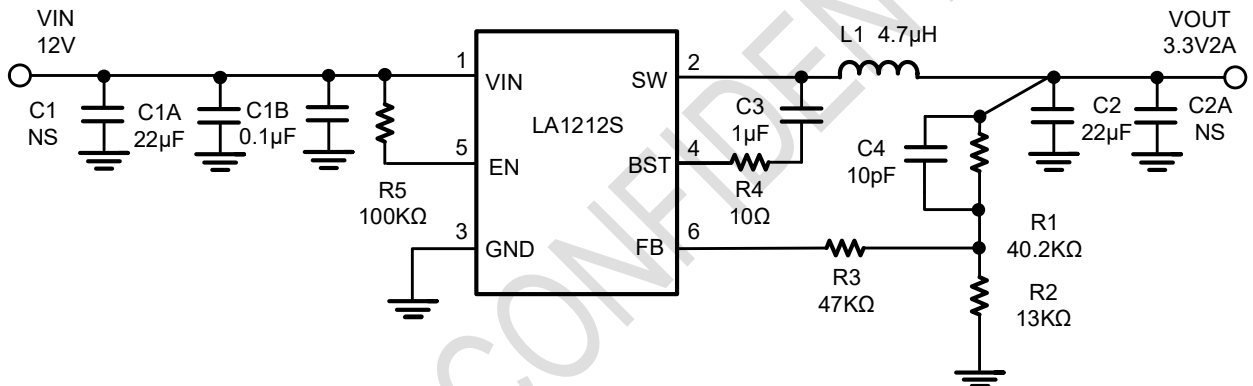 VIN
12V
C1
NS
C1A
22µF
C1B
0.1µF
R5
100KΩ
1
VIN
5
EN
3
GND
LA1212S
SW
2
BST
4
FB
6
C3
1µF
R4
10Ω
L1 4.7µH
C4
10pF
R3
47KΩ
R1
40.2KΩ
R2
13KΩ
C2
22µF
C2A
NS
VOUT
3.3V2A
CONFIDEN